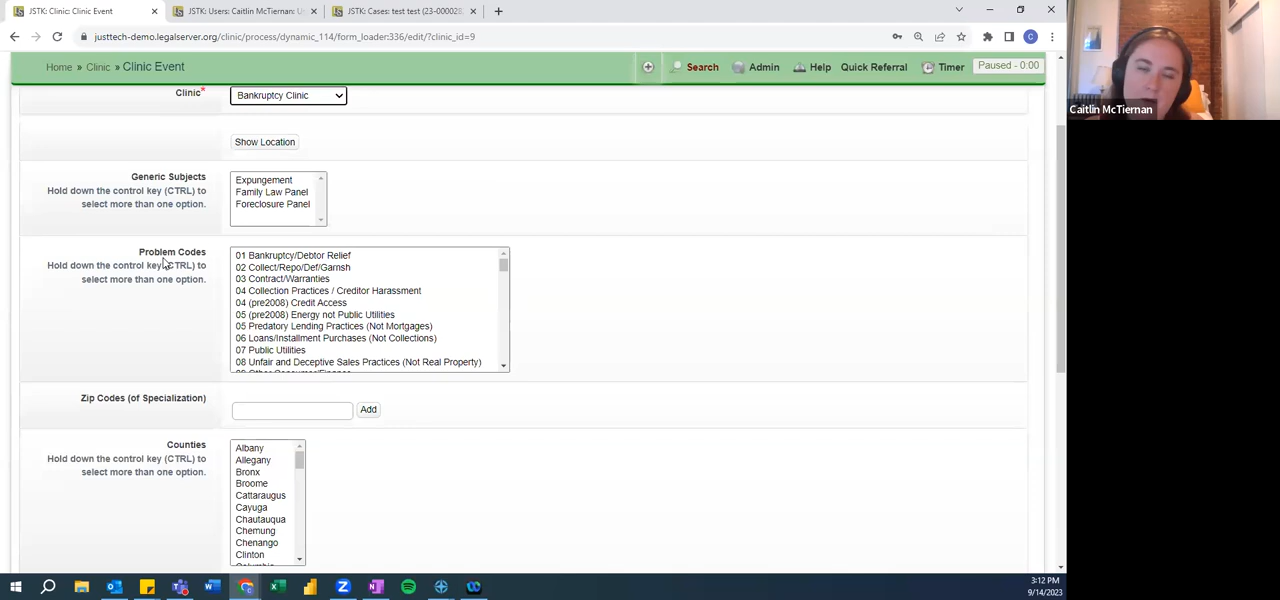 JSTK: Clinic: Clinic Event
JSTK: Users: Caitlin McTiernan: U
JSTK: Cases: test test (23-000028
justtech-demo.legalserver.org/clinic/process/dynamic_114/form_loader:336/edit/?clinic_id=9
C
Home » Clinic » Clinic Event
Search
Admin
Help
Quick Referral
Timer
Paused - 0:00
Caitlin McTiernan
Clinic*
Bankruptcy Clinic
Show Location
Generic Subjects
Hold down the control key (CTRL) to
select more than one option.
Expungement
Family Law Panel
Foreclosure Panel
Problem Codes
Hold down the control key (CTRL) to
select more than one option.
01 Bankruptcy/Debtor Relief
02 Collect/Repo/Def/Garnsh
03 Contract/Warranties
04 Collection Practices / Creditor Harassment
04 (pre2008) Credit Access
05 (pre2008) Energy not Public Utilities
05 Predatory Lending Practices (Not Mortgages)
06 Loans/Installment Purchases (Not Collections)
07 Public Utilities
08 Unfair and Deceptive Sales Practices (Not Real Property)
Zip Codes (of Specialization)
Add
Counties
Hold down the control key (CTRL) to
select more than one option.
Albany
Allegany
Bronx
Broome
Cattaraugus
Cayuga
Chautauqua
Chemung
Chenango
Clinton
3:12 PM
9/14/2023